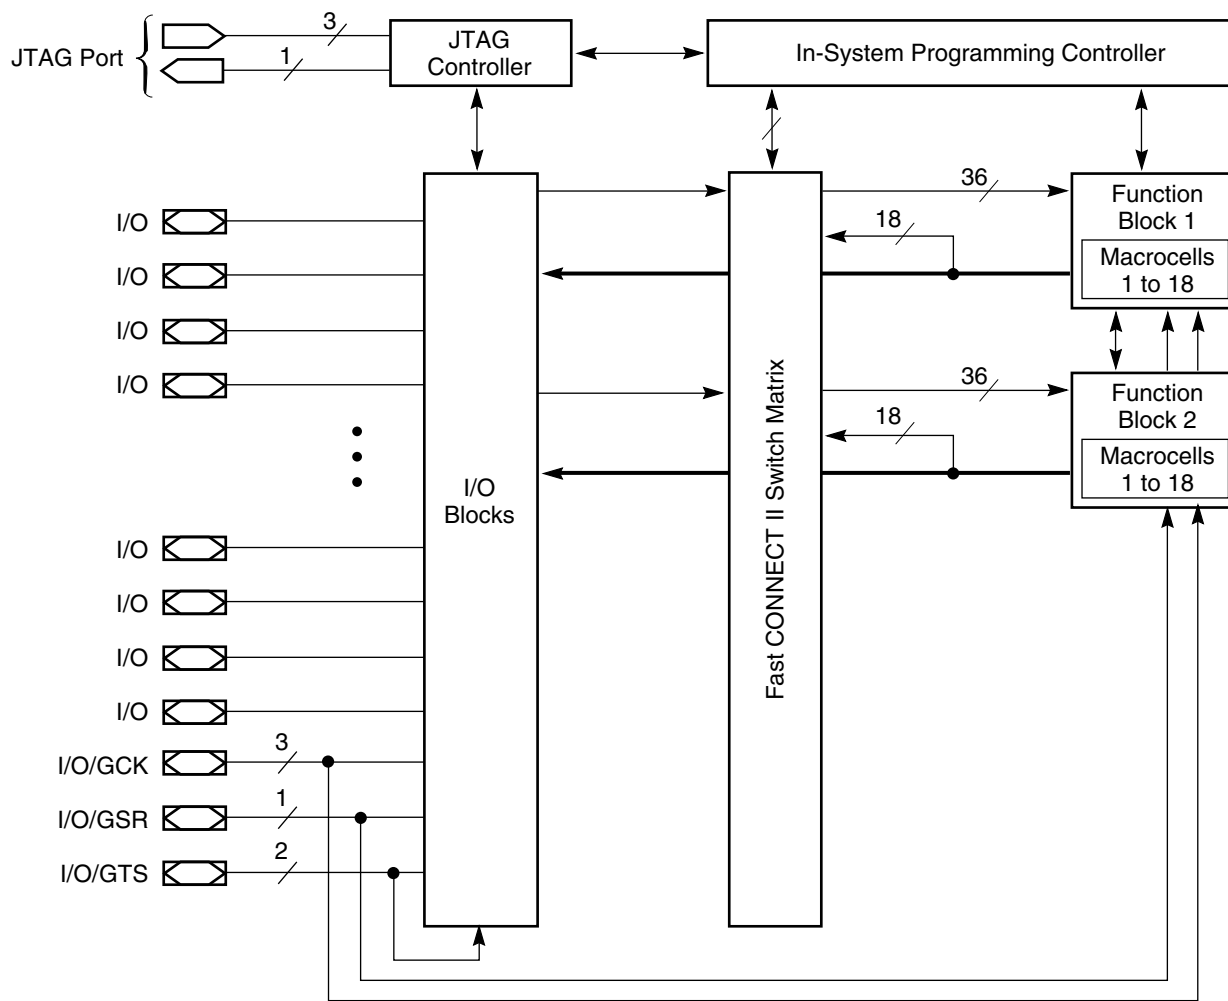 JTAG Port
3
1
JTAG
Controller
In-System Programming Controller
I/O
I/O
I/O
I/O
I/O
I/O
I/O
I/O
I/O/GCK
3
I/O/GSR
1
I/O/GTS
2
I/O
Blocks
Fast CONNECT II Switch Matrix
36
18
Function
Block 1
Macrocells
1 to 18
36
18
Function
Block 2
Macrocells
1 to 18